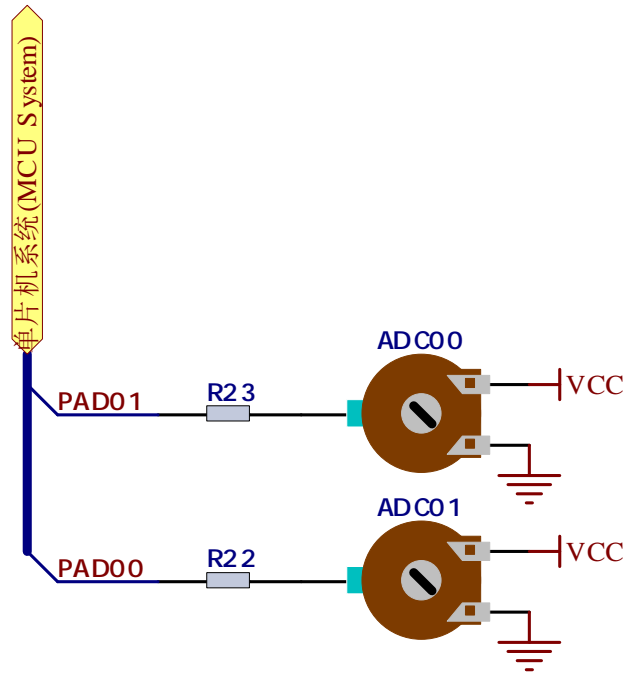 单片机系统(MCU System)
ADC00
PAD01
R23
VCC
ADC01
PAD00
R22
VCC